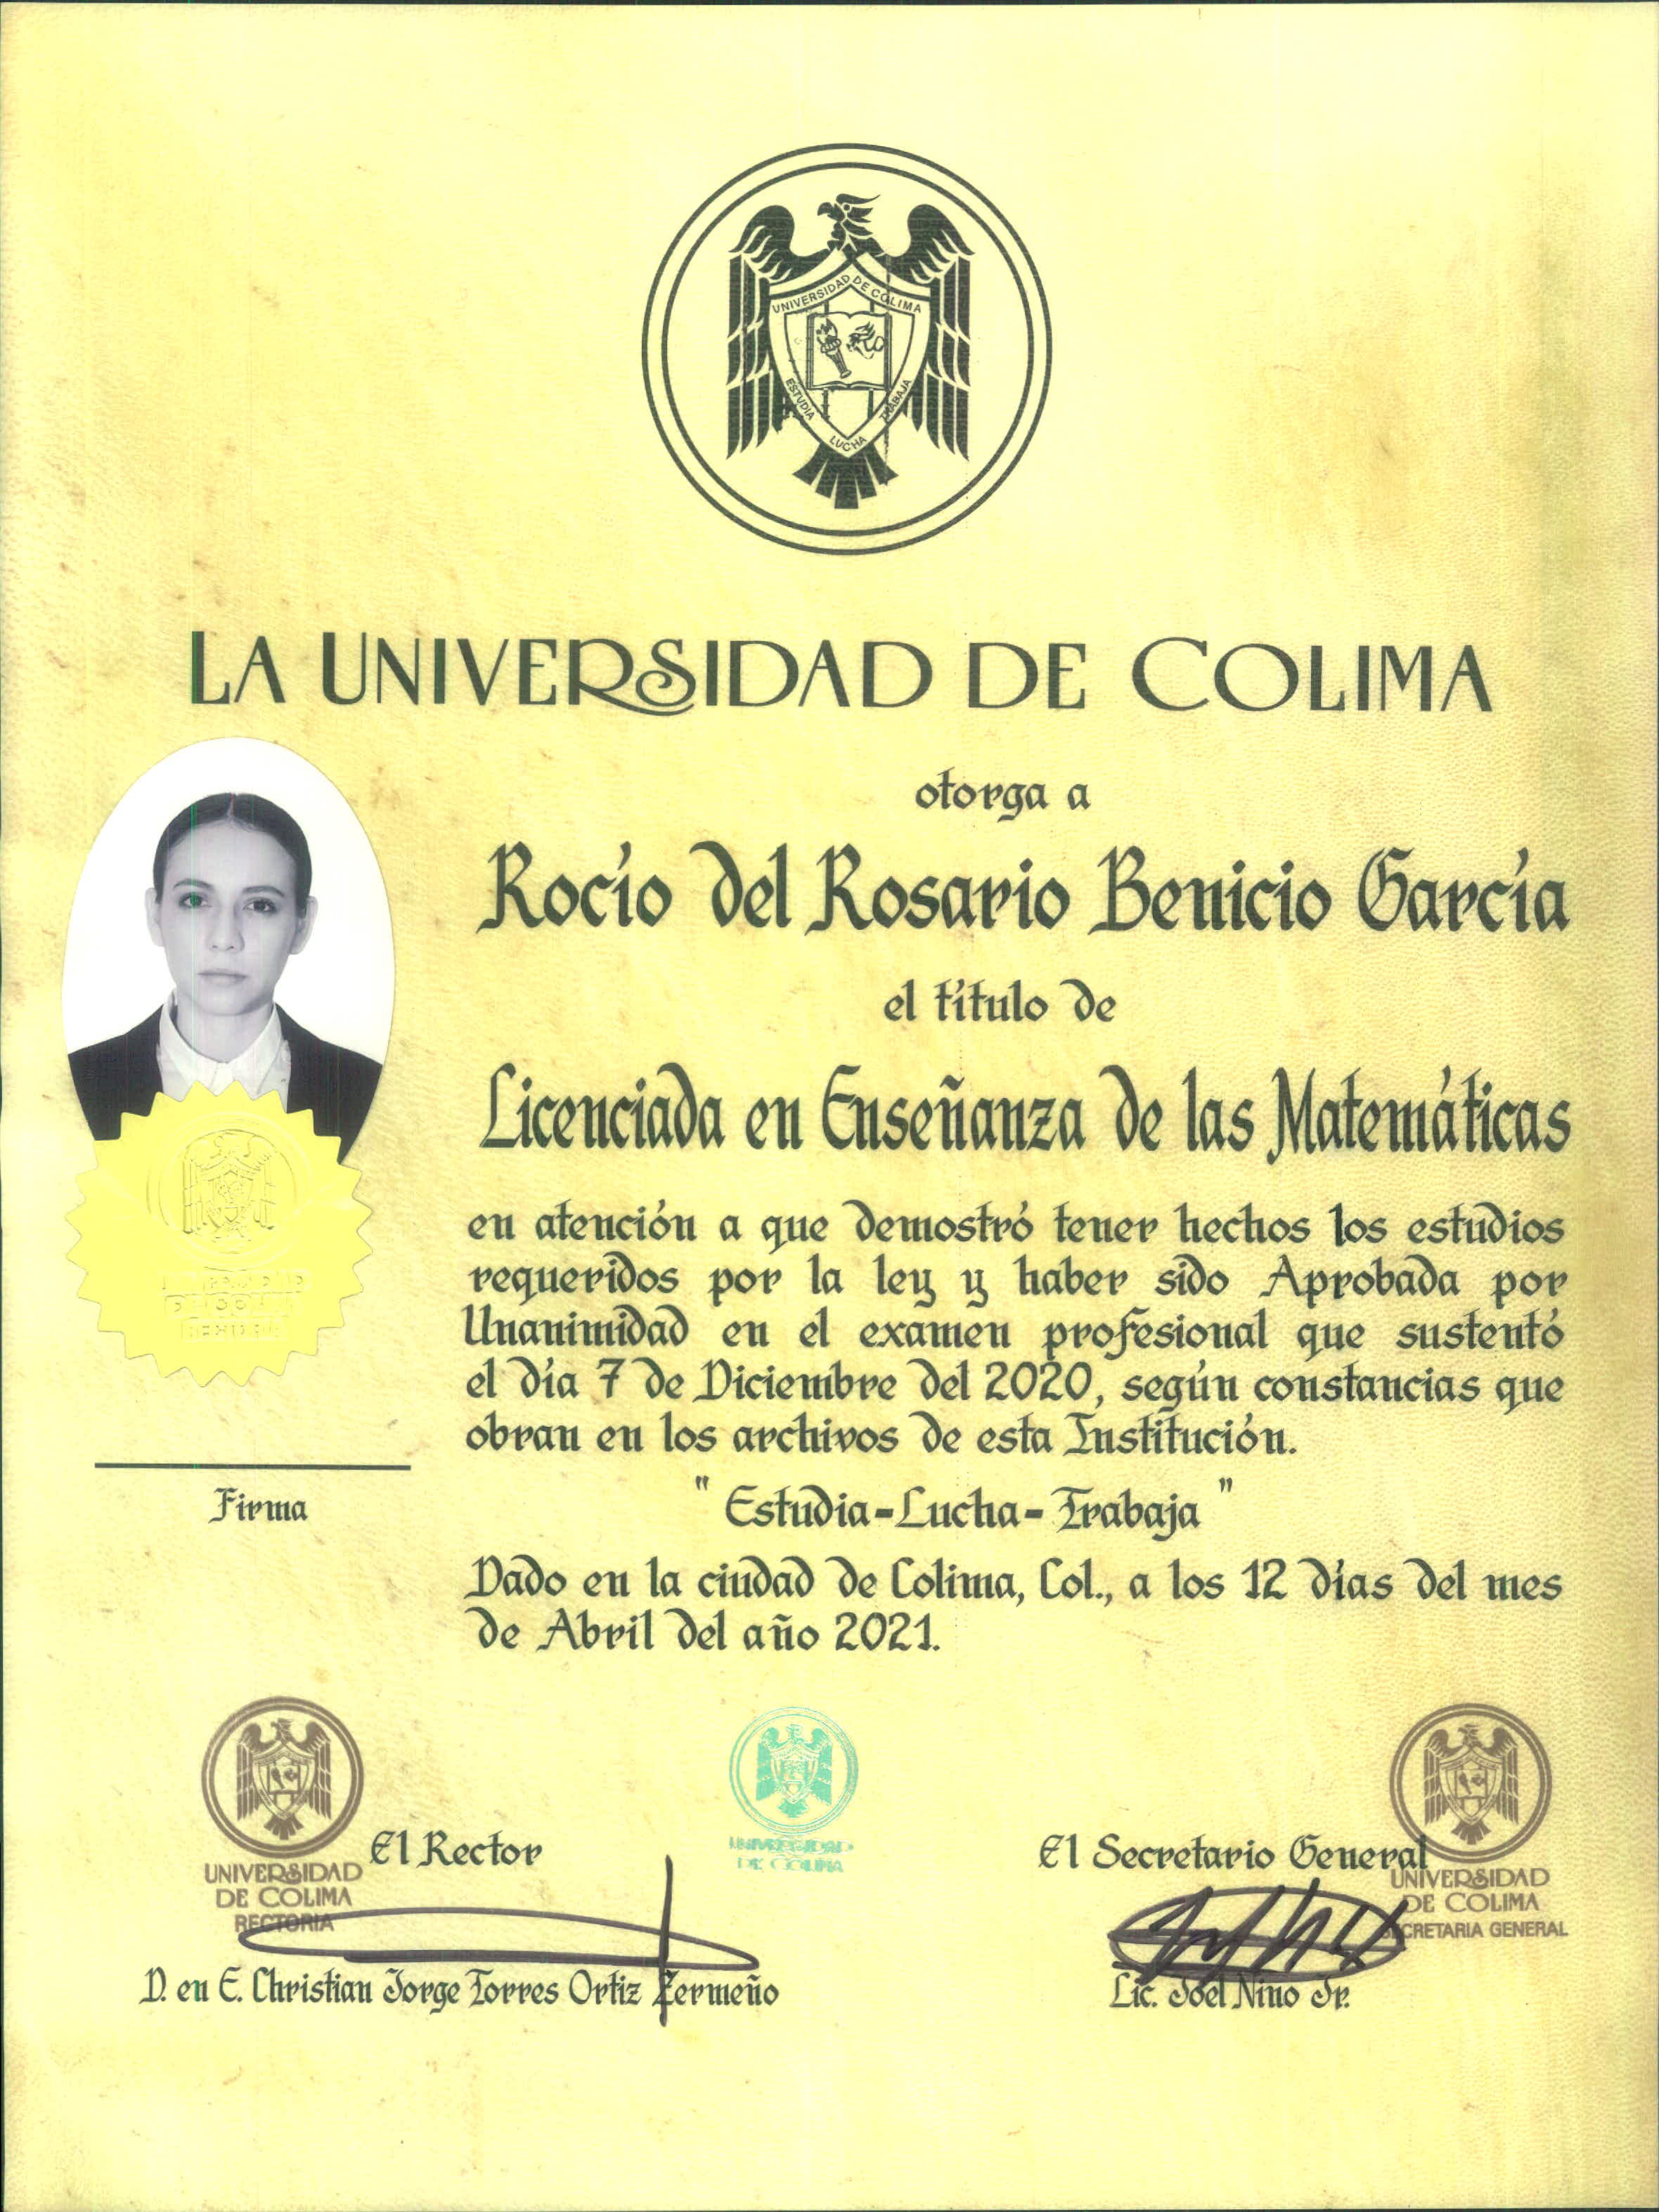 UNIVERSIDAD DE COLIMA
ESTUDIA
LUCHA
TRABAJA
LA UNIVERSIDAD DE COLIMA
otorga a
Rocío del Rosario Benicio García
el título de
Licenciada en Enseñanza de las Matemáticas
en atención a que demostró tener hechos los estudios
requeridos por la ley y haber sido Aprobada por
Unanimidad en el examen profesional que sustentó
el día 7 de Diciembre del 2020, según constancias que
obran en los archivos de esta Institución.
Firma
" Estudia-Lucha-Trabaja "
Dado en la ciudad de Colima, Col., a los 12 días del mes
de Abril del año 2021.
El Rector
UNIVERSIDAD
DE COLIMA
RECTORIA
D. en E. Christian Jorge Torres Ortiz Zermeño
UNIVERSIDAD
DE COLIMA
El Secretario General
UNIVERSIDAD
DE COLIMA
SECRETARIA GENERAL
Lic. Joel Nino Jr.